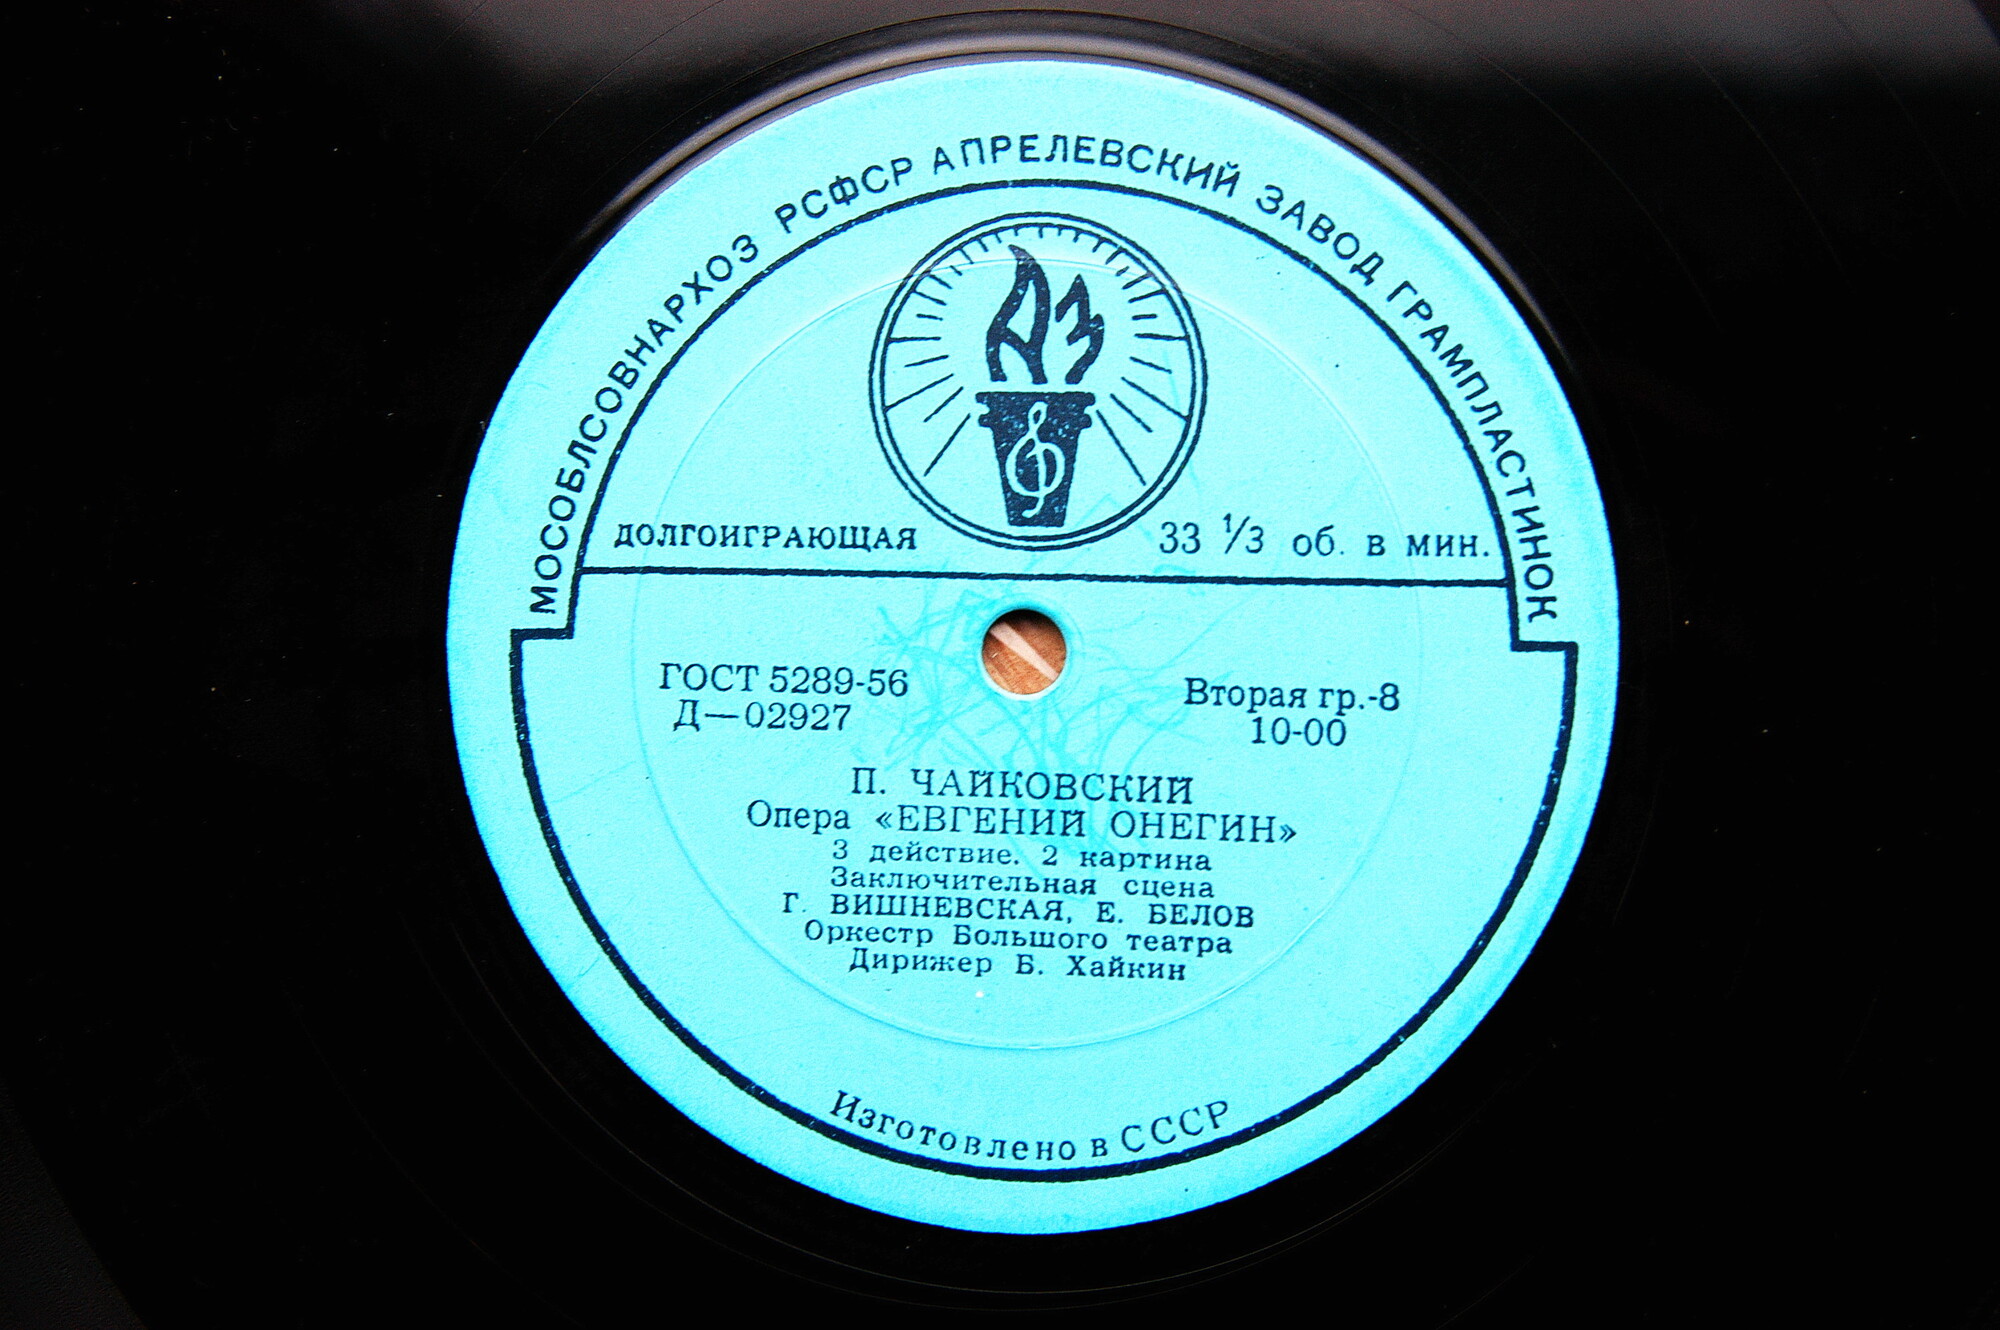 МОСОБЛСОВНАРХОЗ РСФСР АПРЕЛЕВСКИЙ ЗАВОД ГРАМПЛАСТИНОК
АЗ
ДОЛГОИГРАЮЩАЯ
33 1/3 об. в мин.
ГОСТ 5289-56
Д—02927
Вторая гр.-8
10-00
П. ЧАЙКОВСКИЙ
Опера «ЕВГЕНИЙ ОНЕГИН»
3 действие. 2 картина
Заключительная сцена
Г. ВИШНЕВСКАЯ, Е. БЕЛОВ
Оркестр Большого театра
Дирижер Б. Хайкин
Изготовлено в СССР